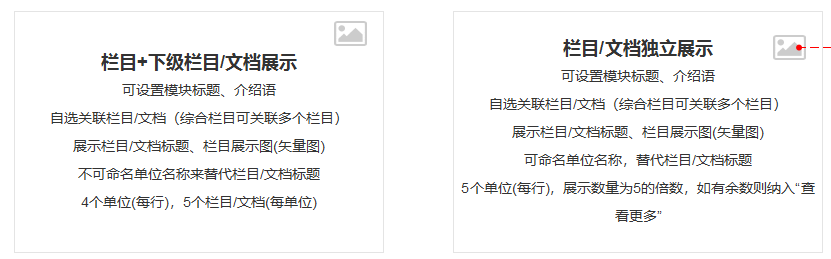 栏目+下级栏目/文档展示
可设置模块标题、介绍语
自选关联栏目/文档（综合栏目可关联多个栏目）
展示栏目/文档标题、栏目展示图(矢量图)
不可命名单位名称来替代栏目/文档标题
4个单位(每行)，5个栏目/文档(每单位)
栏目/文档独立展示
可设置模块标题、介绍语
自选关联栏目/文档（综合栏目可关联多个栏目）
展示栏目/文档标题、栏目展示图(矢量图)
可命名单位名称，替代栏目/文档标题
5个单位(每行)，展示数量为5的倍数，如有余数则纳入“查
看更多”